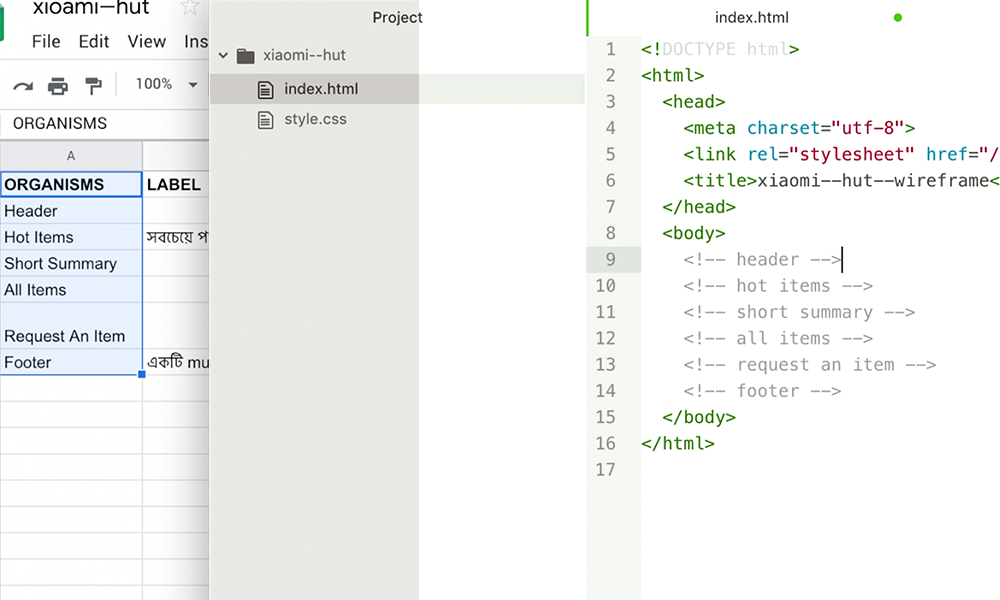 xioami—hut
File Edit View Ins
100%
ORGANISMS
A
ORGANISMS LABEL
Header
Hot Items সবচেয়ে প
Short Summary
All Items
Request An Item
Footer একটি mu
Project
xiaomi--hut
index.html
style.css
index.html
1 <!DOCTYPE html>
2 <html>
3 <head>
4 <meta charset="utf-8">
5 <link rel="stylesheet" href="/
6 <title>xiaomi--hut--wireframe<
7 </head>
8 <body>
9 <!-- header -->
10 <!-- hot items -->
11 <!-- short summary -->
12 <!-- all items -->
13 <!-- request an item -->
14 <!-- footer -->
15 </body>
16 </html>
17